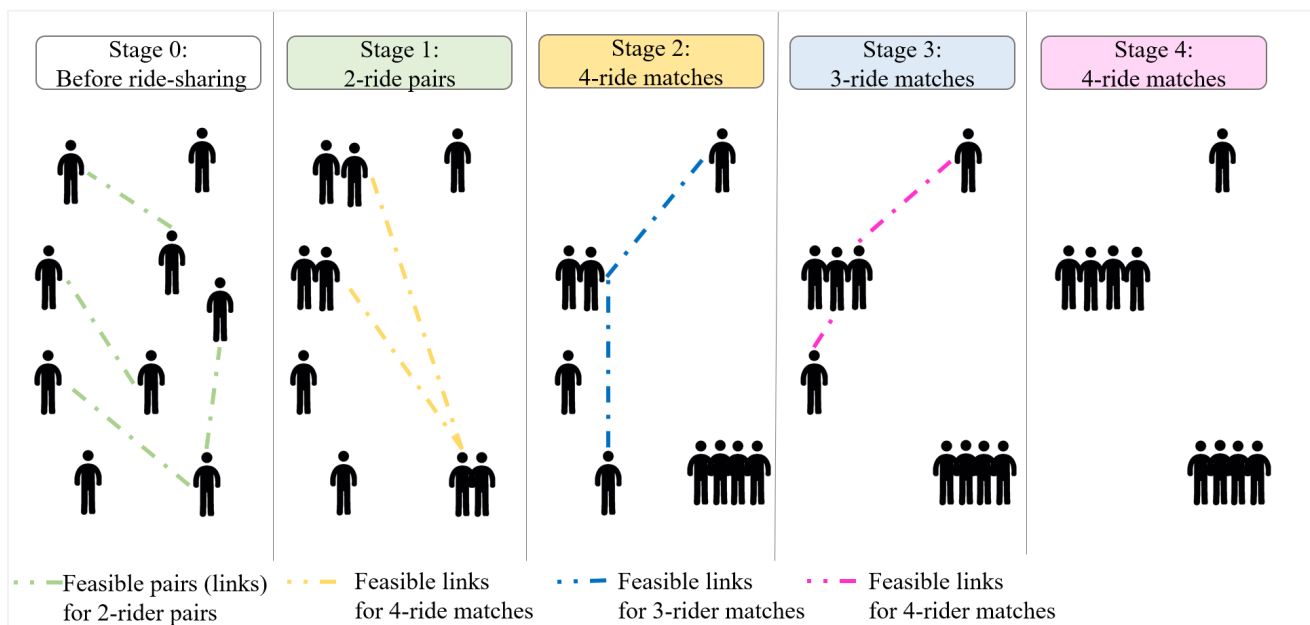 Stage 0:
Before ride-sharing
Stage 1:
2-ride pairs
Stage 2:
4-ride matches
Stage 3:
3-ride matches
Stage 4:
4-ride matches
Feasible pairs (links)
for 2-rider pairs
Feasible links
for 4-ride matches
Feasible links
for 3-rider matches
Feasible links
for 4-rider matches